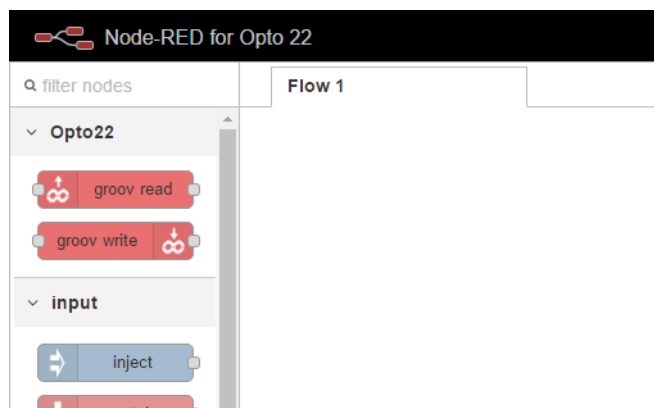 Node-RED for Opto 22
filter nodes
Flow 1
Opto22
groov read
groov write
input
inject